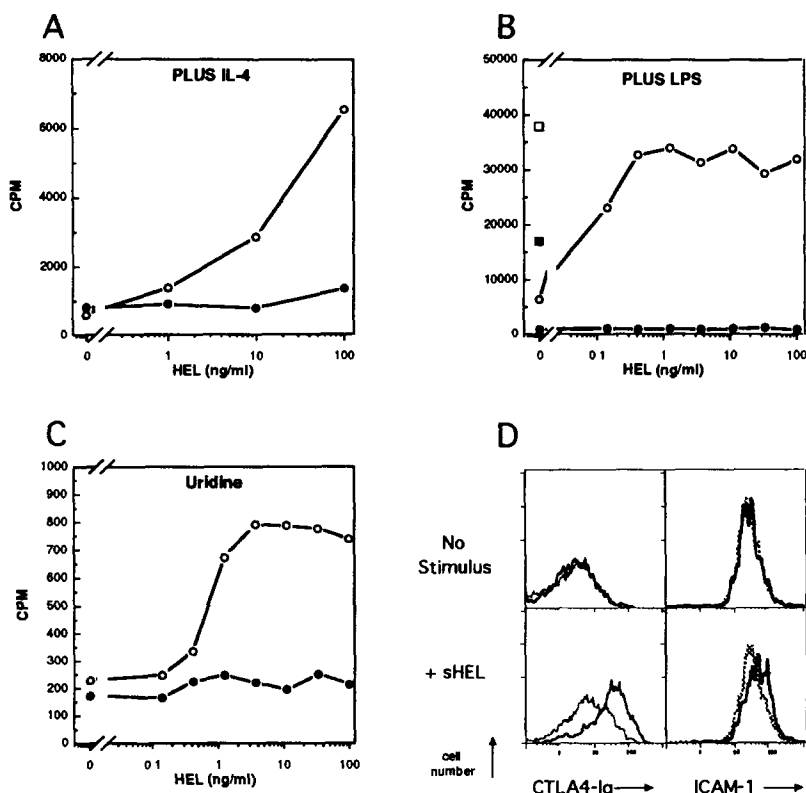 A
PLUS IL-4
8000
6000
4000
2000
0
CPM
0
1
10
100
HEL (ng/ml)
B
PLUS LPS
50000
40000
30000
20000
10000
0
CPM
0
0 1
1
10
100
HEL (ng/ml)
C
Uridine
1000
900
800
700
600
500
400
300
200
100
0
CPM
0
0 1
1
10
100
HEL (ng/ml)
D
No
Stimulus
+ sHEL
cell
number
CTLA4-Ig
ICAM-1